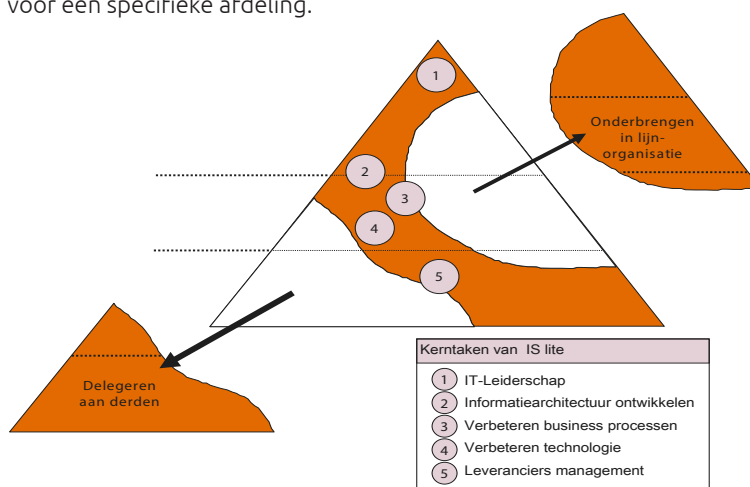 voor een specifieke afdeling.
1
Onderbrengen
in lijn-
organisatie
2
3
4
5
Delegeren
aan derden
Kerntaken van IS lite
1 IT-Leiderschap
2 Informatiearchitectuur ontwikkelen
3 Verbeteren business processen
4 Verbeteren technologie
5 Leveranciers management